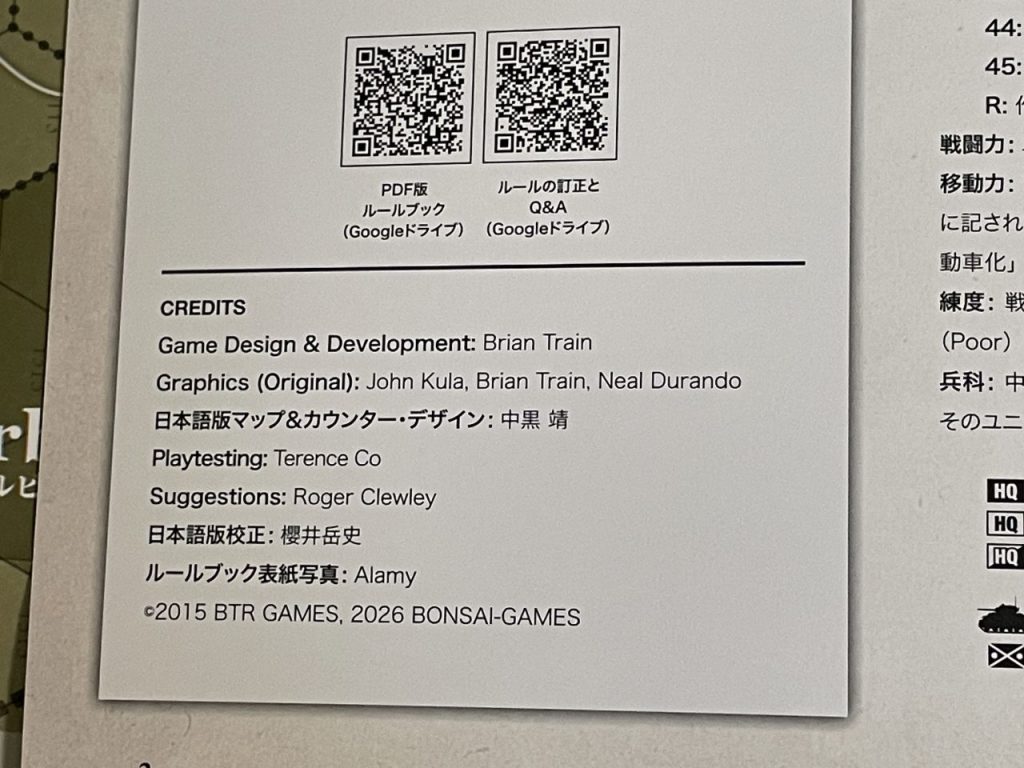 PDF版
ルールブック
（Googleドライブ）
ルールの訂正と
Q&A
（Googleドライブ）
CREDITS
Game Design & Development: Brian Train
Graphics (Original): John Kula, Brian Train, Neal Durando
日本語版マップ&カウンター・デザイン：中黒 靖
Playtesting: Terence Co
Suggestions: Roger Clewley
日本語版校正：櫻井岳史
ルールブック表紙写真：Alamy
©2015 BTR GAMES, 2026 BONSAI-GAMES
44:
45:
R:
戦闘力：
移動力：
に記され
動車化」
練度：戦
（Poor）
兵科：中
そのユニ
HQ
HQ
HQ